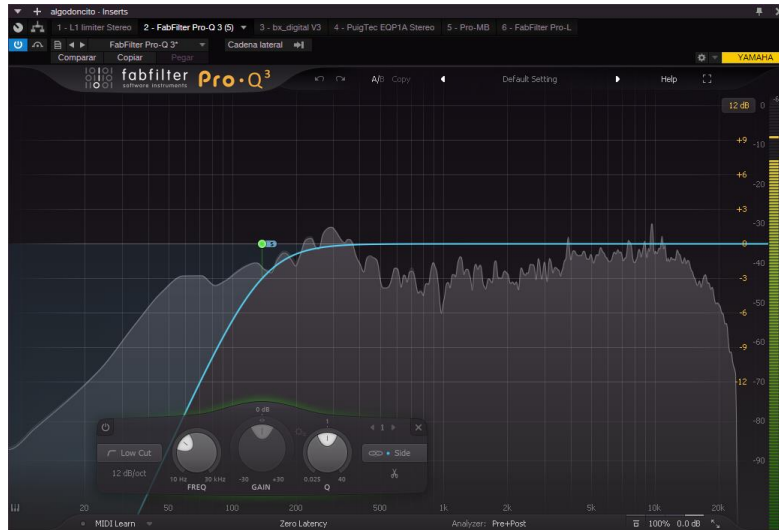 algodoncito - Inserts
1 - L1 limiter Stereo 2 - FabFilter Pro-Q 3 (5) 3 - bx_digital V3 4 - PuigTec EQP1A Stereo 5 - Pro-MB 6 - FabFilter Pro-L
FabFilter Pro-Q 3* Cadena lateral
Comparar Copiar Pegar YAMAHA
fabfilter Pro·Q3 A/B Copy Default Setting Help
software instruments
12 dB 0
+9 -10
+6 -20
+3 -30
S 0 -40
-3 -50
-6 -60
-9 -70
-12 -80
-90
0 dB 1 1
Low Cut Side
12 dB/oct
10 Hz 30 kHz -30 +30 0.025 40
FREQ GAIN Q
20 50 100 200 500 1k 2k 5k 10k 20k
MIDI Learn Zero Latency Analyzer: Pre+Post 100% 0.0 dB